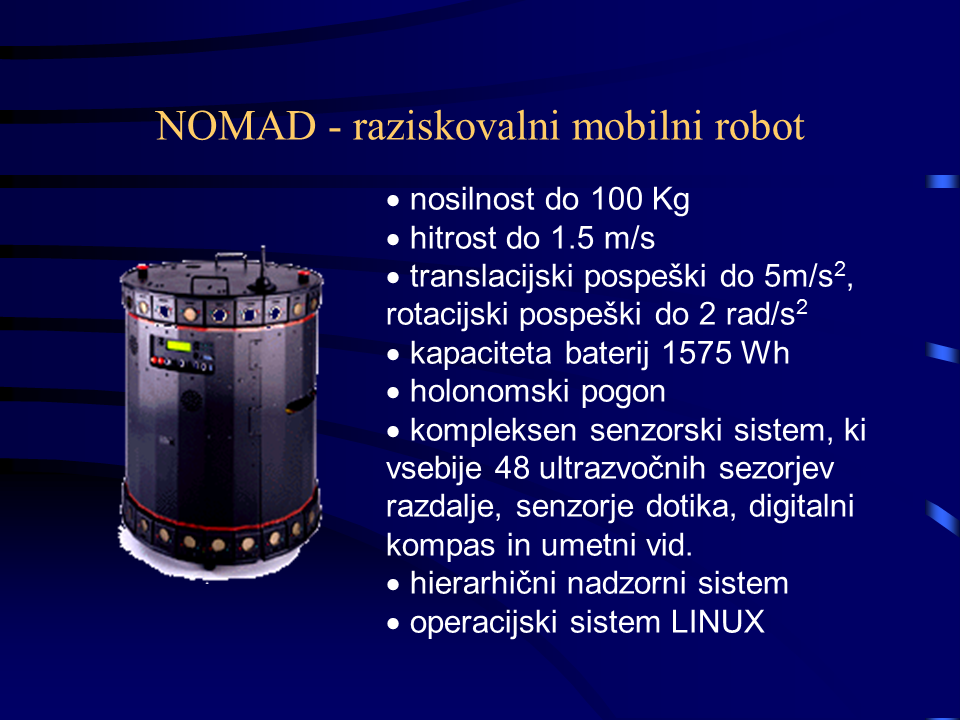 NOMAD - raziskovalni mobilni robot
• nosilnost do 100 Kg
• hitrost do 1.5 m/s
• translacijski pospeški do 5m/s²,
rotacijski pospeški do 2 rad/s²
• kapaciteta baterij 1575 Wh
• holonomski pogon
• kompleksen senzorski sistem, ki
vsebije 48 ultrazvočnih sezorjev
razdalje, senzorje dotika, digitalni
kompas in umetni vid.
• hierarhični nadzorni sistem
• operacijski sistem LINUX